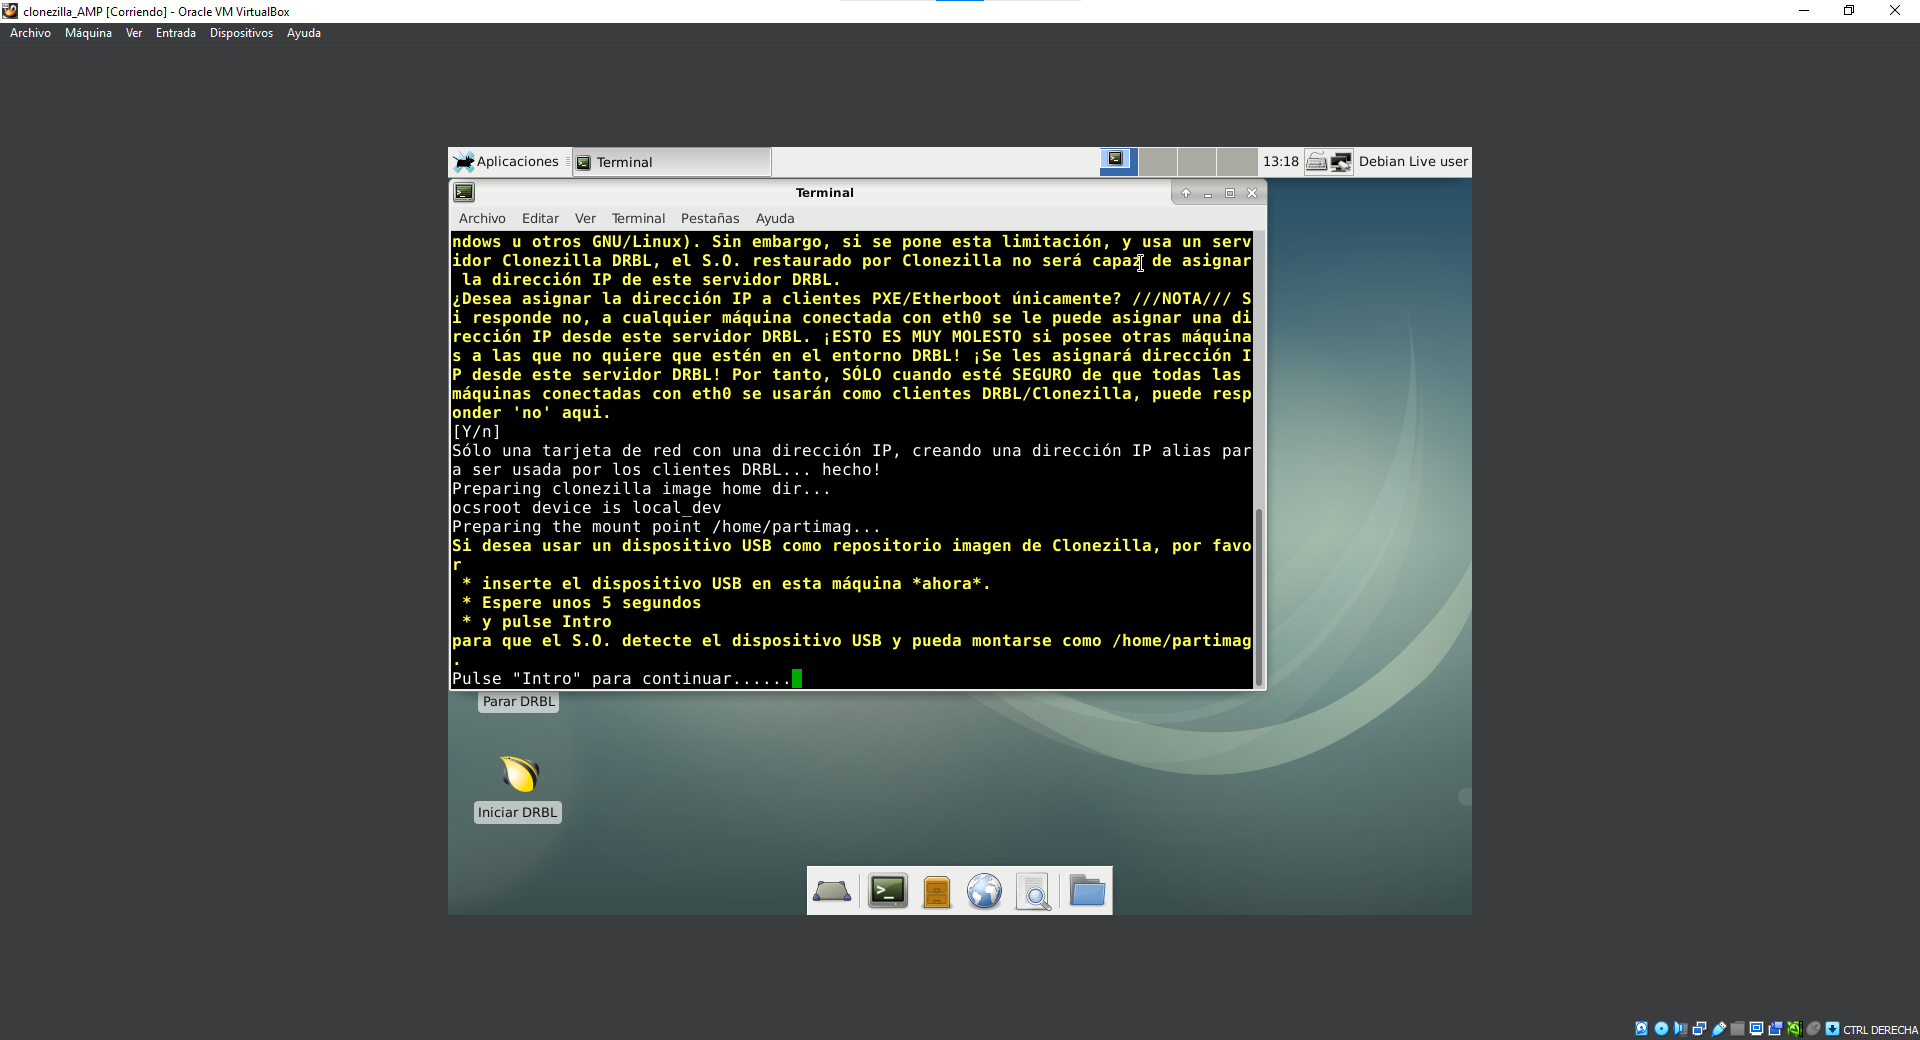 clonezilla_AMP [Corriendo] - Oracle VM VirtualBox
Archivo Máquina Ver Entrada Dispositivos Ayuda
Aplicaciones Terminal 13:18 Debian Live user
Terminal
Archivo Editar Ver Terminal Pestañas Ayuda
ndows u otros GNU/Linux). Sin embargo, si se pone esta limitación, y usa un serv
idor Clonezilla DRBL, el S.O. restaurado por Clonezilla no será capaz de asignar
la dirección IP de este servidor DRBL.
¿Desea asignar la dirección IP a clientes PXE/Etherboot únicamente? ///NOTA/// S
i responde no, a cualquier máquina conectada con eth0 se le puede asignar una di
rección IP desde este servidor DRBL. ¡ESTO ES MUY MOLESTO si posee otras máquina
s a las que no quiere que estén en el entorno DRBL! ¡Se les asignará dirección I
P desde este servidor DRBL! Por tanto, SÓLO cuando esté SEGURO de que todas las
máquinas conectadas con eth0 se usarán como clientes DRBL/Clonezilla, puede resp
onder 'no' aqui.
[Y/n]
Sólo una tarjeta de red con una dirección IP, creando una dirección IP alias par
a ser usada por los clientes DRBL... hecho!
Preparing clonezilla image home dir...
ocsroot device is local_dev
Preparing the mount point /home/partimag...
Si desea usar un dispositivo USB como repositorio imagen de Clonezilla, por favo
r
* inserte el dispositivo USB en esta máquina *ahora*.
* Espere unos 5 segundos
* y pulse Intro
para que el S.O. detecte el dispositivo USB y pueda montarse como /home/partimag
.
Pulse "Intro" para continuar......
Parar DRBL
Iniciar DRBL
CTRL DERECHA